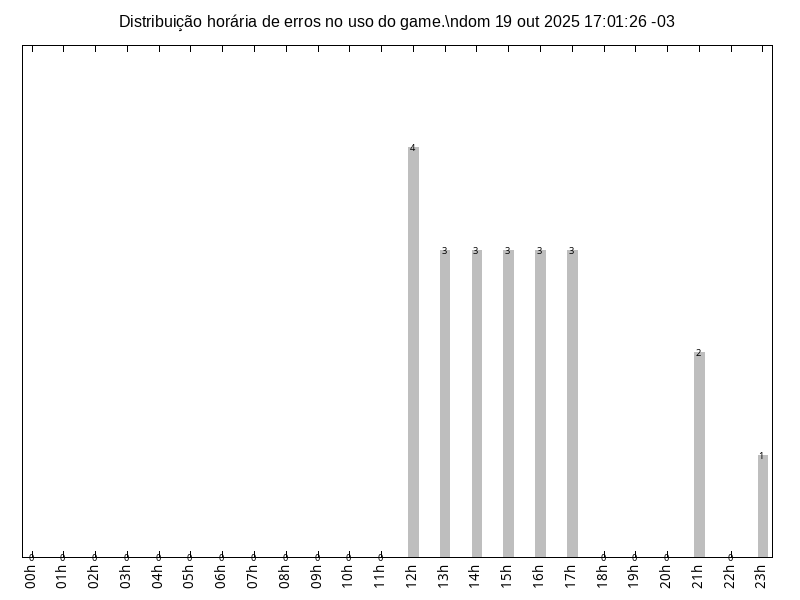 Distribuição horária de erros no uso do game.\ndom 19 out 2025 17:01:26 -03
4
3 3 3 3 3
2
1
0 0 0 0 0 0 0 0 0 0 0 0 0 0 0 0
00h 01h 02h 03h 04h 05h 06h 07h 08h 09h 10h 11h 12h 13h 14h 15h 16h 17h 18h 19h 20h 21h 22h 23h